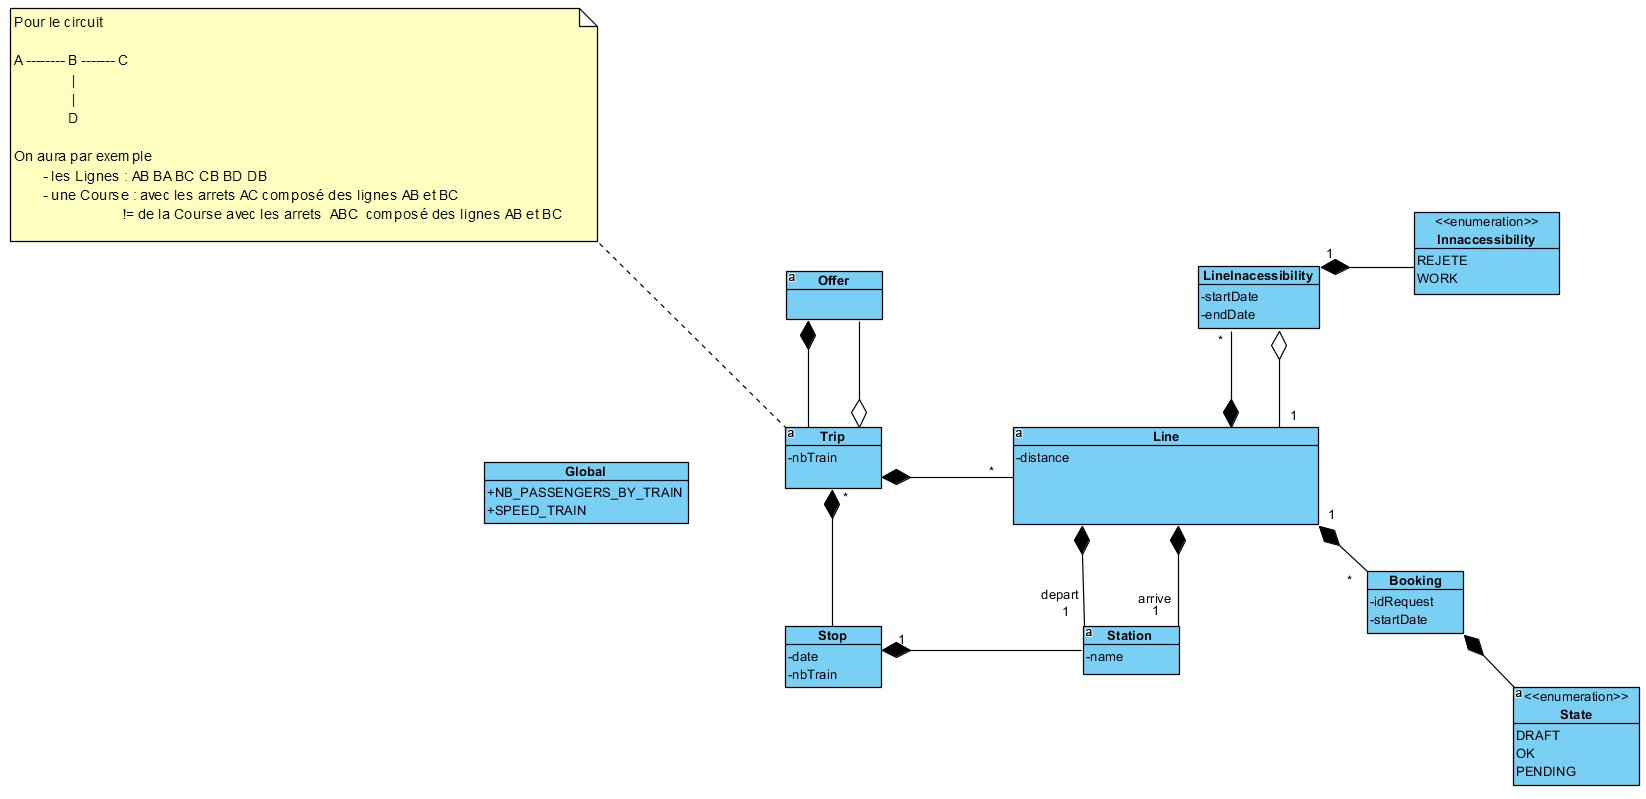 Pour le circuit
A -------- B ------- C
|
|
D
On aura par exemple
- les Lignes : AB BA BC CB BD DB
- une Course : avec les arrets AC composé des lignes AB et BC
!= de la Course avec les arrets ABC composé des lignes AB et BC
<<enumeration>>
Innaccessibility
REJETE
WORK
1
LineInacessibility
-startDate
-endDate
*
1
a
Offer
a
Trip
-nbTrain
*
*
a
Line
-distance
Global
+NB_PASSENGERS_BY_TRAIN
+SPEED_TRAIN
1
*
Booking
-idRequest
-startDate
depart
1
arrive
1
Stop
-date
-nbTrain
1
a
Station
-name
a
<<enumeration>>
State
DRAFT
OK
PENDING